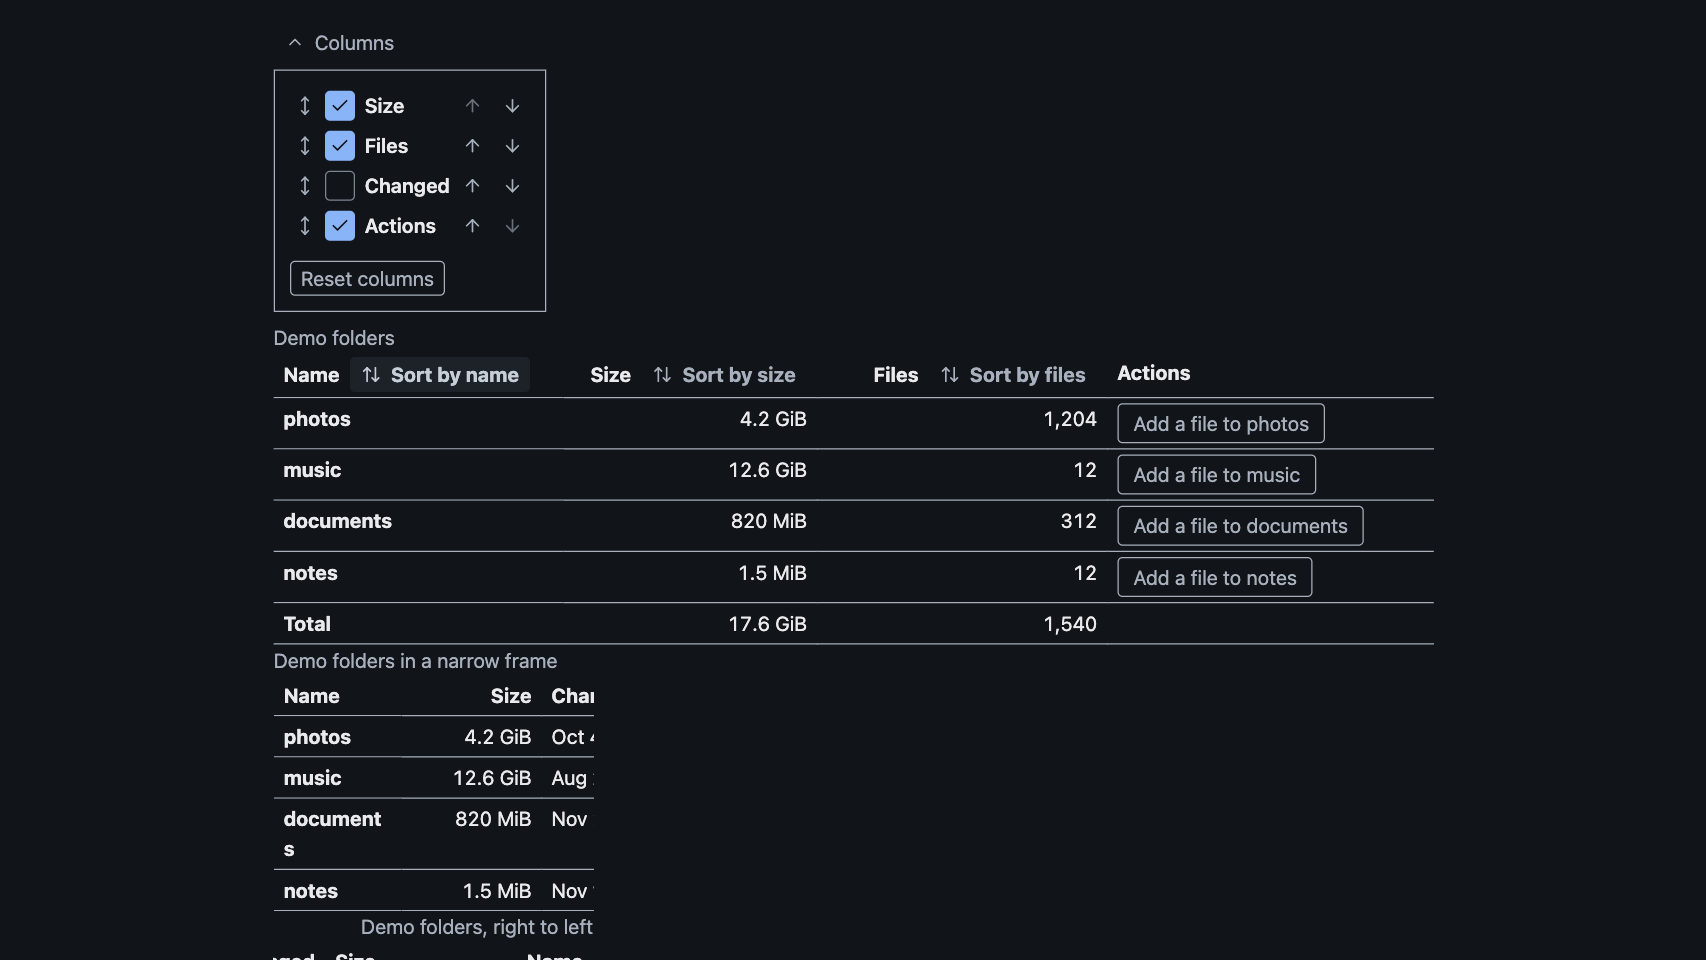 Columns
Size
Files
Changed
Actions
Reset columns
Demo folders
Name Sort by name Size Sort by size Files Sort by files Actions
photos 4.2 GiB 1,204 Add a file to photos
music 12.6 GiB 12 Add a file to music
documents 820 MiB 312 Add a file to documents
notes 1.5 MiB 12 Add a file to notes
Total 17.6 GiB 1,540
Demo folders in a narrow frame
Name Size
photos 4.2 GiB Oct
music 12.6 GiB Aug
document 820 MiB Nov
s
notes 1.5 MiB Nov
Demo folders, right to left
Size Name